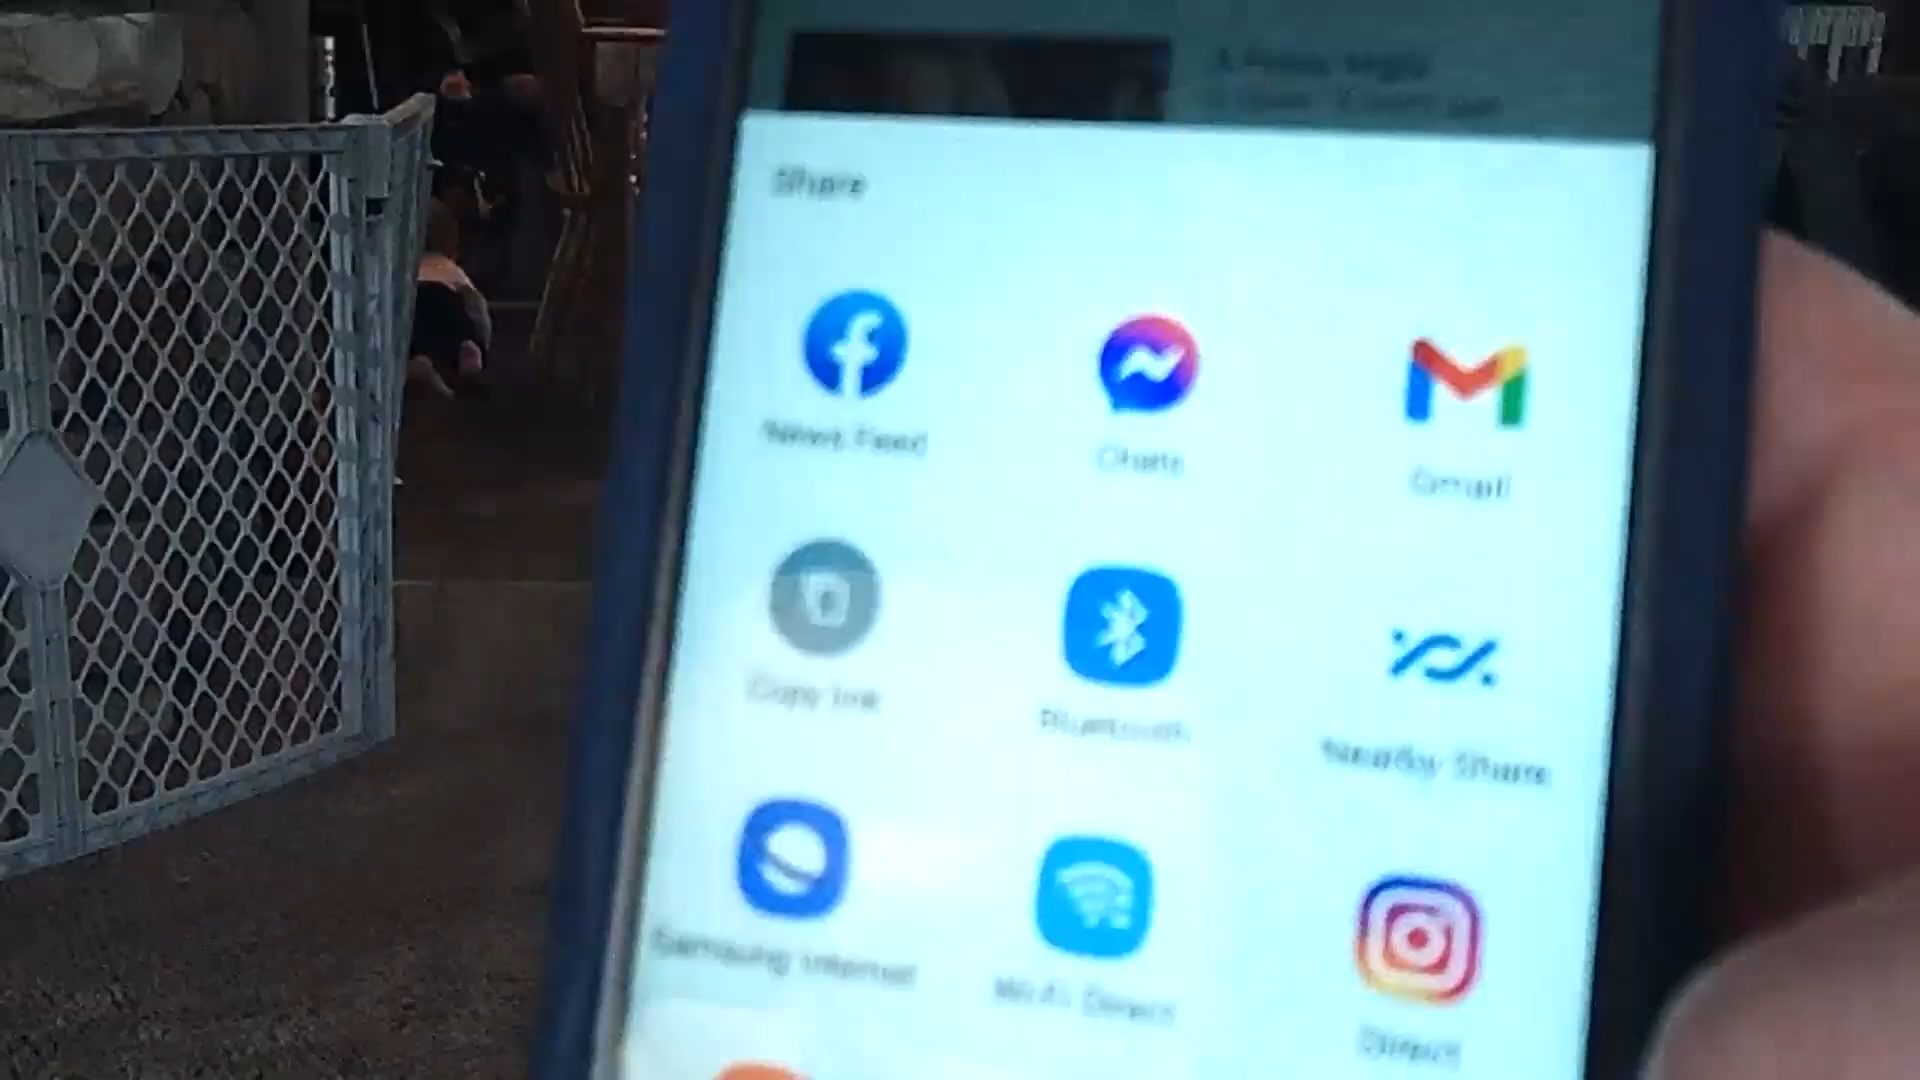 Share
News Feed
Chats
Gmail
Copy link
Bluetooth
Nearby Share
Samsung Internet
Wi-Fi Direct
Direct